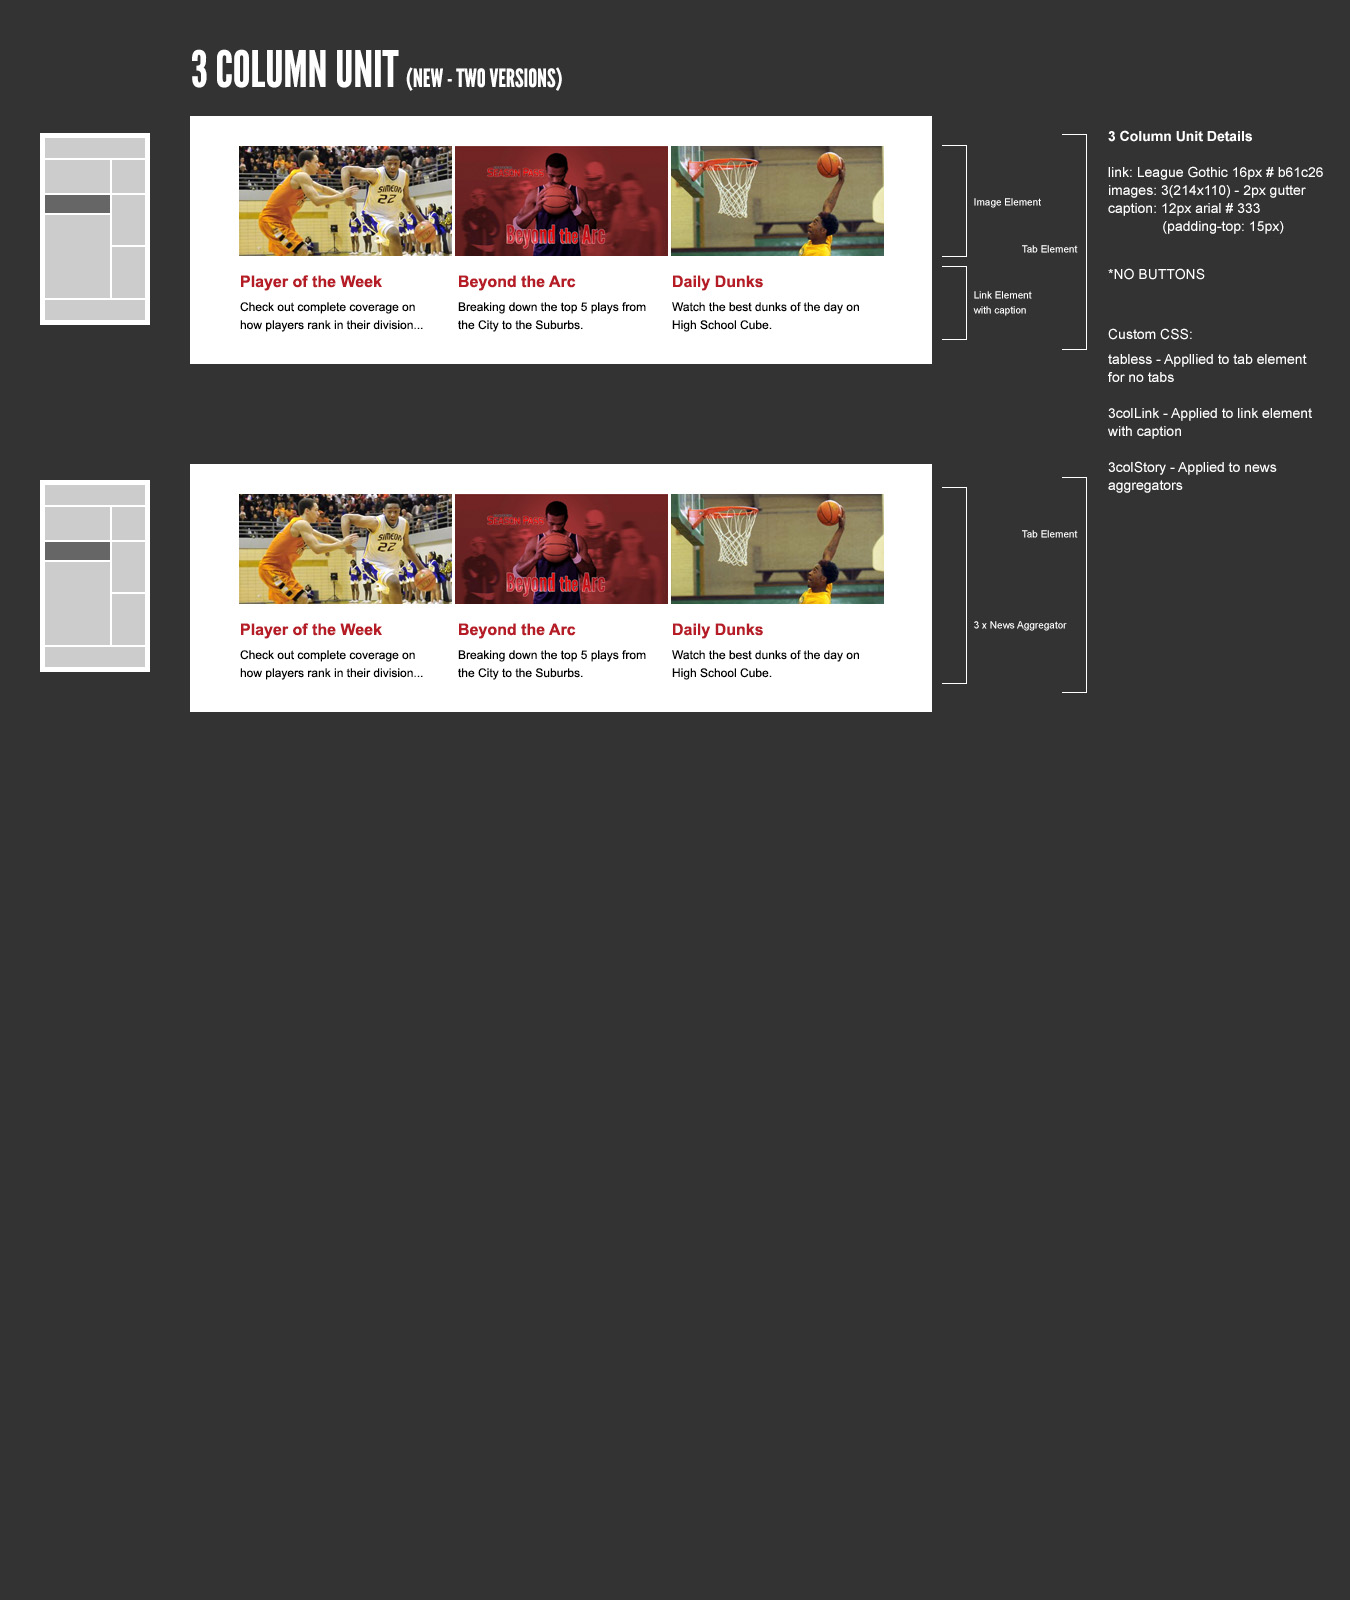 3 COLUMN UNIT (NEW - TWO VERSIONS)
3 Column Unit Details
link: League Gothic 16px # b61c26
images: 3(214x110) - 2px gutter
caption: 12px arial # 333
(padding-top: 15px)
*NO BUTTONS
Custom CSS:
tabless - Appllied to tab element
for no tabs
3colLink - Applied to link element
with caption
3colStory - Applied to news
aggregators
SIMEON
22
Beyond the Arc
Image Element
Tab Element
Link Element
with caption
Player of the Week
Check out complete coverage on
how players rank in their division...
Beyond the Arc
Breaking down the top 5 plays from
the City to the Suburbs.
Daily Dunks
Watch the best dunks of the day on
High School Cube.
SIMEON
22
Beyond the Arc
Tab Element
3 x News Aggregator
Player of the Week
Check out complete coverage on
how players rank in their division...
Beyond the Arc
Breaking down the top 5 plays from
the City to the Suburbs.
Daily Dunks
Watch the best dunks of the day on
High School Cube.